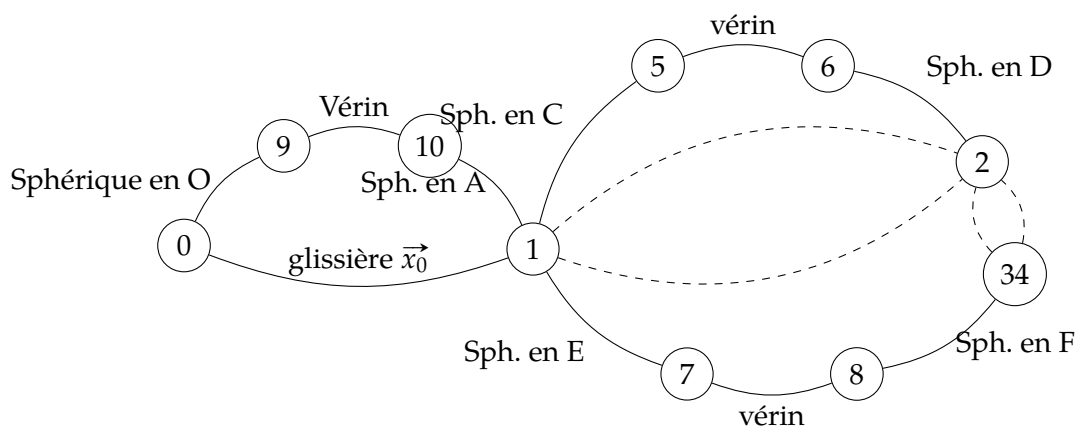 vérin
5
6
Sph. en D
Vérin
Sph. en C
9
10
2
Sphérique en O
Sph. en A
0
glissière $\overrightarrow{x_0}$
1
34
Sph. en E
Sph. en F
7
8
vérin